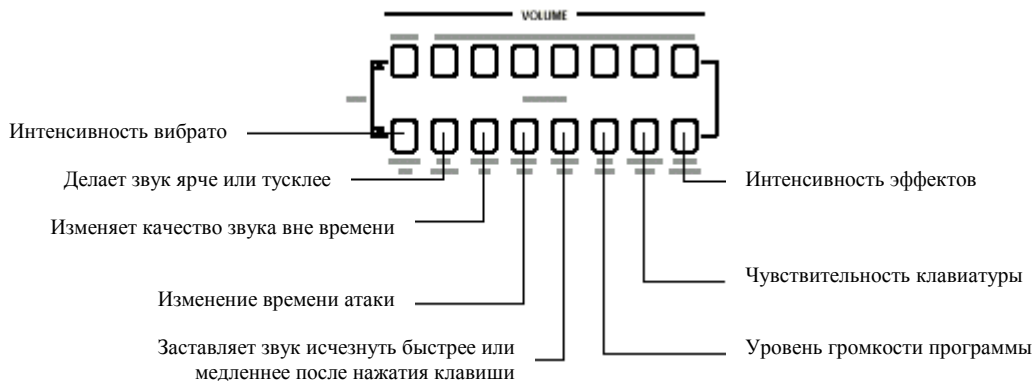 VOLUME
Интенсивность вибрато
Делает звук ярче или тусклее
Изменяет качество звука вне времени
Изменение времени атаки
Заставляет звук исчезнуть быстрее или
медленнее после нажатия клавиши
Интенсивность эффектов
Чувствительность клавиатуры
Уровень громкости программы